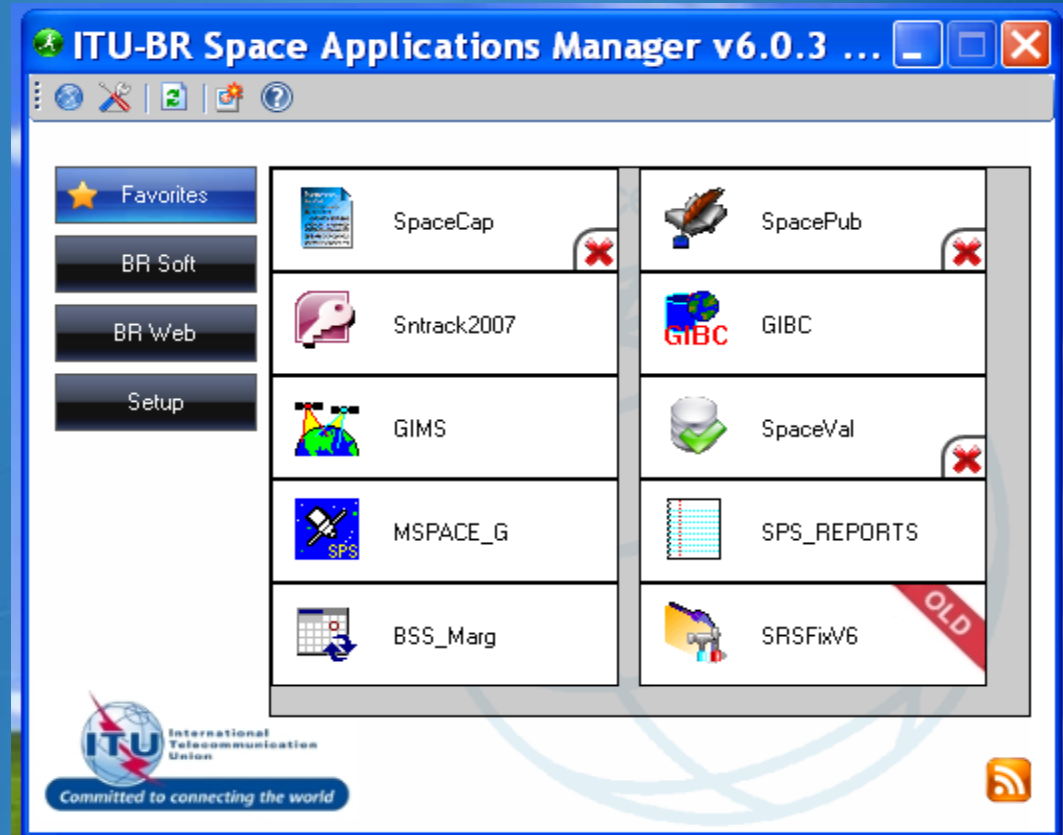 ITU-BR Space Applications Manager v6.0.3 ...
Favorites
BR Soft
BR Web
Setup
SpaceCap
SpacePub
Sntrack2007
GIBC
GIBC
GIMS
SpaceVal
SPS
MSPACE_G
SPS_REPORTS
BSS_Marg
SRSFixV6
OLD
ITU
International
Telecommunication
Union
Committed to connecting the world